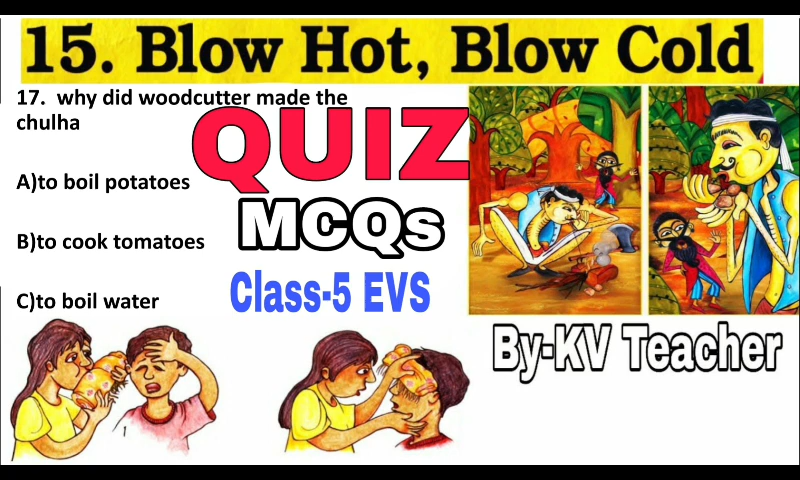 15. Blow Hot, Blow Cold
17. why did woodcutter made the
chulha
A)to boil potatoes
B)to cook tomatoes
C)to boil water
QUIZ
MCQs
Class-5 EVS
By-KV Teacher